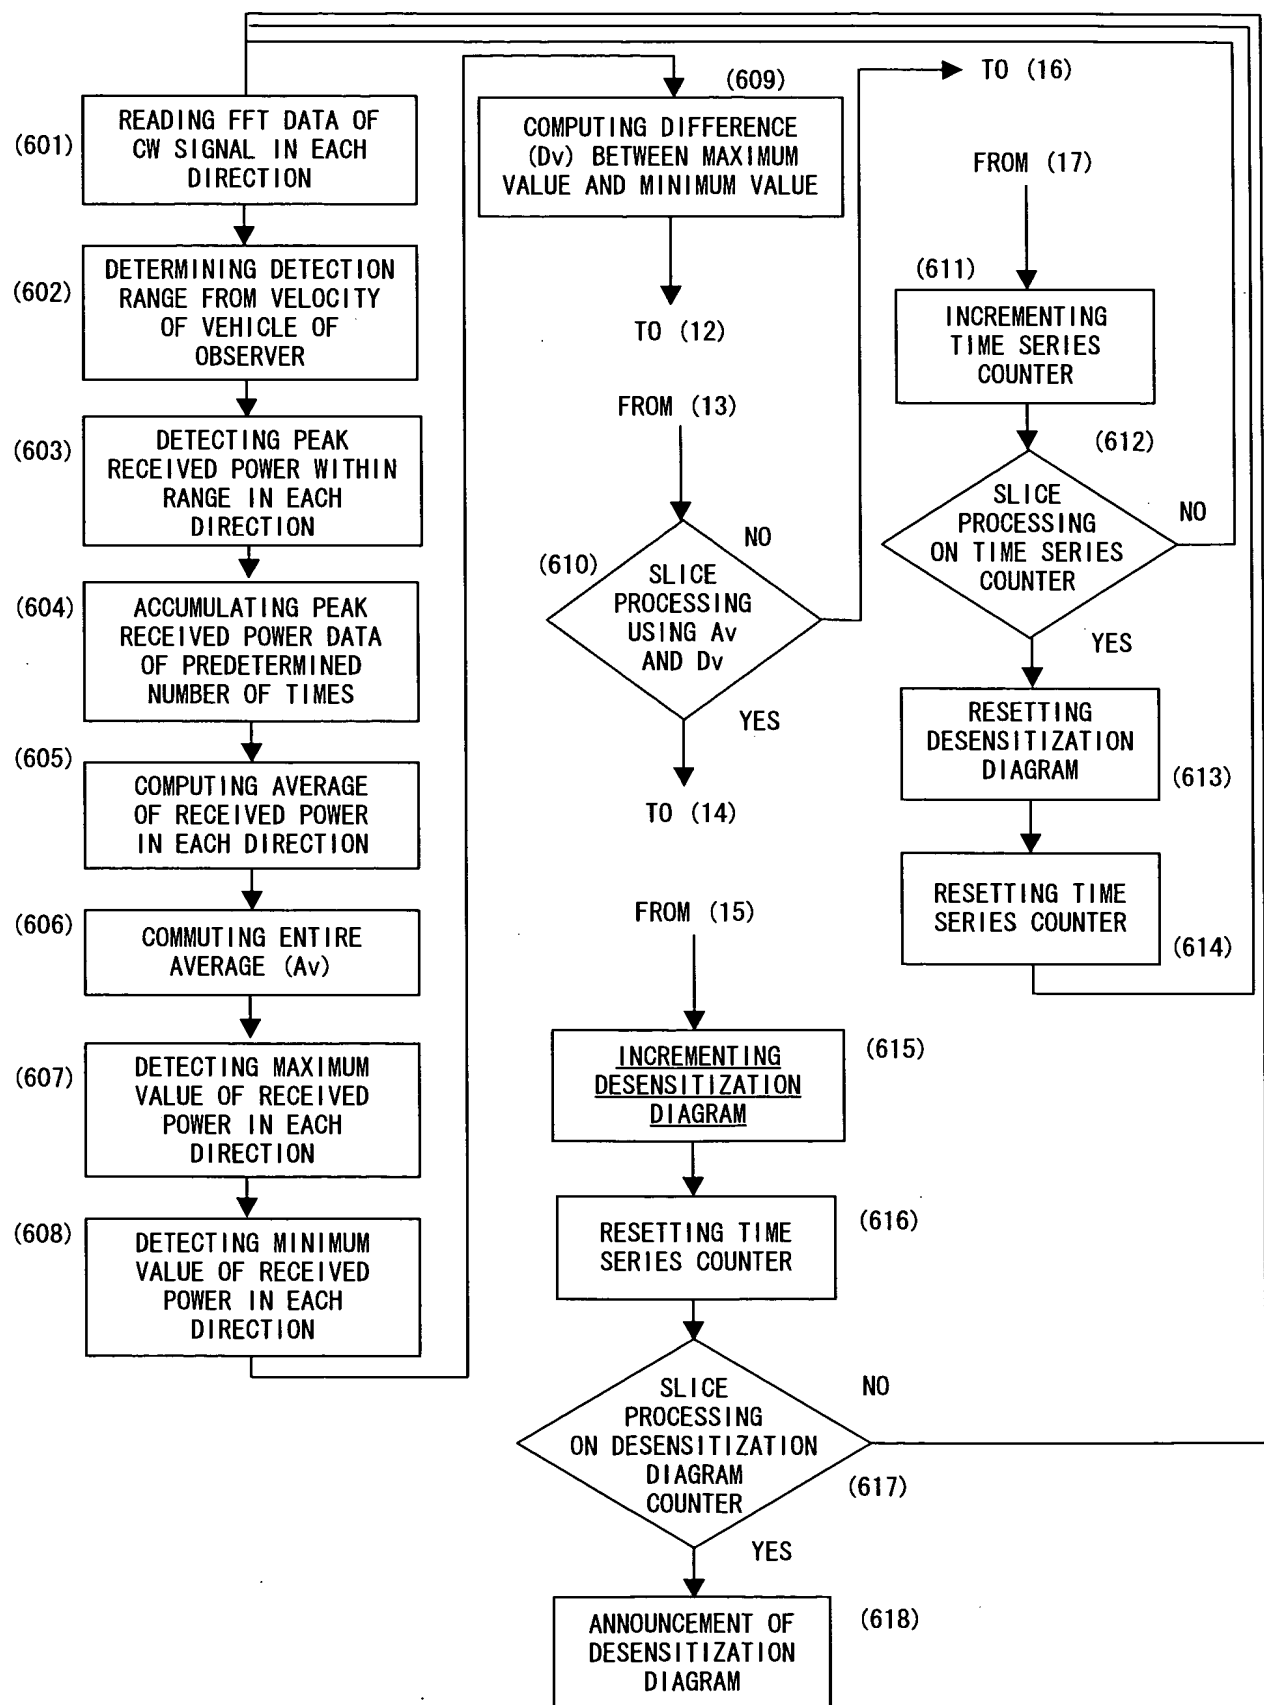 (601)
READING FFT DATA OF
CW SIGNAL IN EACH
DIRECTION
(602)
DETERMINING DETECTION
RANGE FROM VELOCITY
OF VEHICLE OF
OBSERVER
(603)
DETECTING PEAK
RECEIVED POWER WITHIN
RANGE IN EACH
DIRECTION
(604)
ACCUMULATING PEAK
RECEIVED POWER DATA
OF PREDETERMINED
NUMBER OF TIMES
(605)
COMPUTING AVERAGE
OF RECEIVED POWER
IN EACH DIRECTION
(606)
COMMUTING ENTIRE
AVERAGE (Av)
(607)
DETECTING MAXIMUM
VALUE OF RECEIVED
POWER IN EACH
DIRECTION
(608)
DETECTING MINIMUM
VALUE OF RECEIVED
POWER IN EACH
DIRECTION
(609)
COMPUTING DIFFERENCE
(Dv) BETWEEN MAXIMUM
VALUE AND MINIMUM VALUE
TO (12)
FROM (13)
(610)
SLICE
PROCESSING
USING Av
AND Dv
NO
YES
TO (14)
TO (16)
FROM (17)
(611)
INCREMENTING
TIME SERIES
COUNTER
(612)
SLICE
PROCESSING
ON TIME SERIES
COUNTER
NO
YES
RESETTING
DESENSITIZATION
DIAGRAM
(613)
RESETTING TIME
SERIES COUNTER
(614)
FROM (15)
INCREMENTING
DESENSITIZATION
DIAGRAM
(615)
RESETTING TIME
SERIES COUNTER
(616)
SLICE
PROCESSING
ON DESENSITIZATION
DIAGRAM
COUNTER
NO
(617)
YES
ANNOUNCEMENT OF
DESENSITIZATION
DIAGRAM
(618)